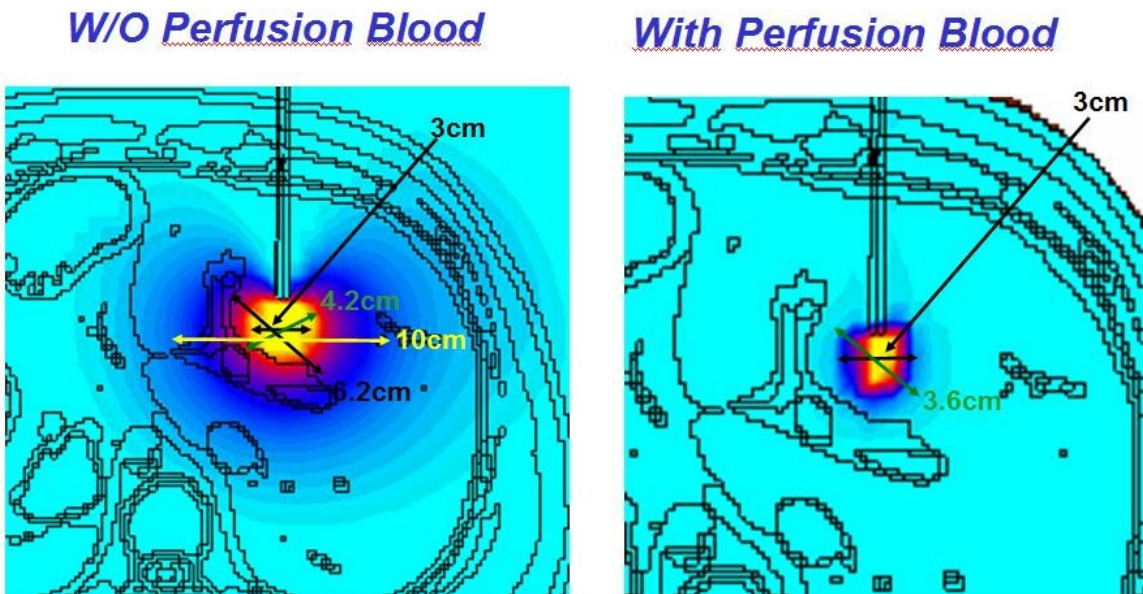 W/O Perfusion Blood
With Perfusion Blood
3cm
4.2cm
10cm
6.2cm
3cm
3.6cm